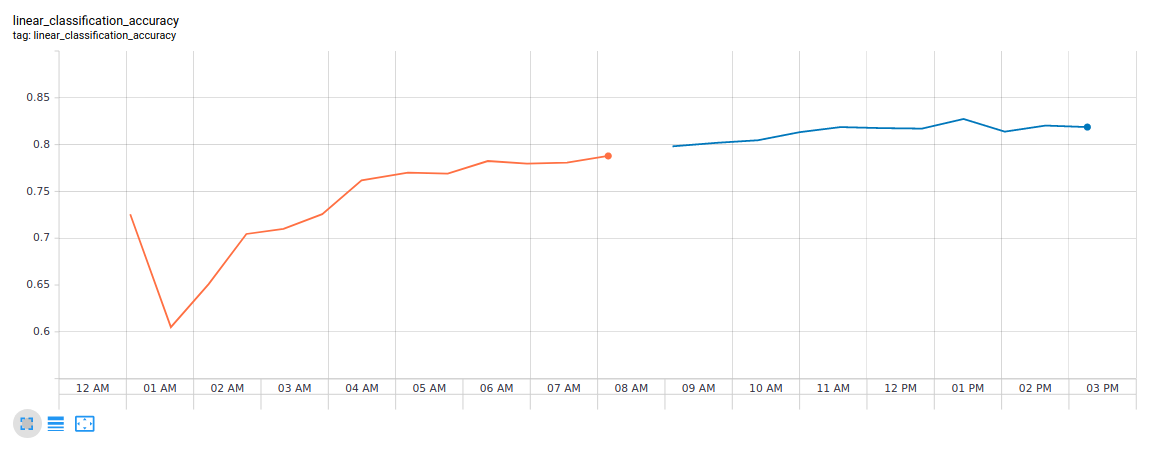 linear_classification_accuracy
tag: linear_classification_accuracy
0.85
0.8
0.75
0.7
0.65
0.6
12 AM 01 AM 02 AM 03 AM 04 AM 05 AM 06 AM 07 AM 08 AM 09 AM 10 AM 11 AM 12 PM 01 PM 02 PM 03 PM